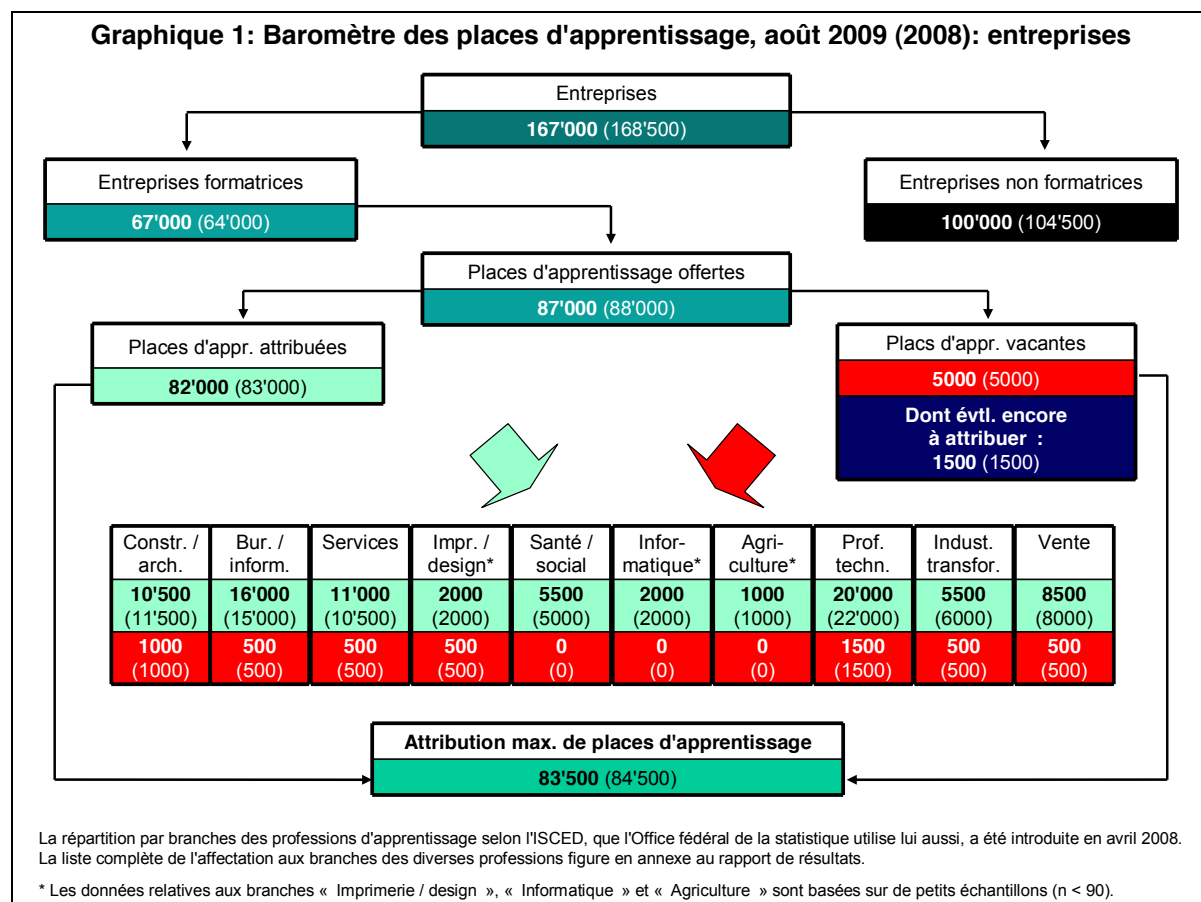 Graphique 1: Baromètre des places d'apprentissage, août 2009 (2008): entreprises
Entreprises
167'000 (168'500)
Entreprises formatrices
67'000 (64'000)
Entreprises non formatrices
100'000 (104'500)
Places d'apprentissage offertes
87'000 (88'000)
Places d'appr. attribuées
82'000 (83'000)
Placs d'appr. vacantes
5000 (5000)
Dont évtl. encore
à attribuer :
1500 (1500)
Constr. /
arch.
10'500
(11'500)
1000
(1000)
Bur. /
inform.
16'000
(15'000)
500
(500)
Services
11'000
(10'500)
500
(500)
Impr. /
design*
2000
(2000)
500
(500)
Santé /
social
5500
(5000)
0
(0)
Infor-
matique*
2000
(2000)
0
(0)
Agri-
culture*
1000
(1000)
0
(0)
Prof.
techn.
20'000
(22'000)
1500
(1500)
Indust.
transfor.
5500
(6000)
500
(500)
Vente
8500
(8000)
500
(500)
Attribution max. de places d'apprentissage
83'500 (84'500)
La répartition par branches des professions d'apprentissage selon l'ISCED, que l'Office fédéral de la statistique utilise lui aussi, a été introduite en avril 2008.
La liste complète de l'affectation aux branches des diverses professions figure en annexe au rapport de résultats.
* Les données relatives aux branches « Imprimerie / design », « Informatique » et « Agriculture » sont basées sur de petits échantillons (n < 90).